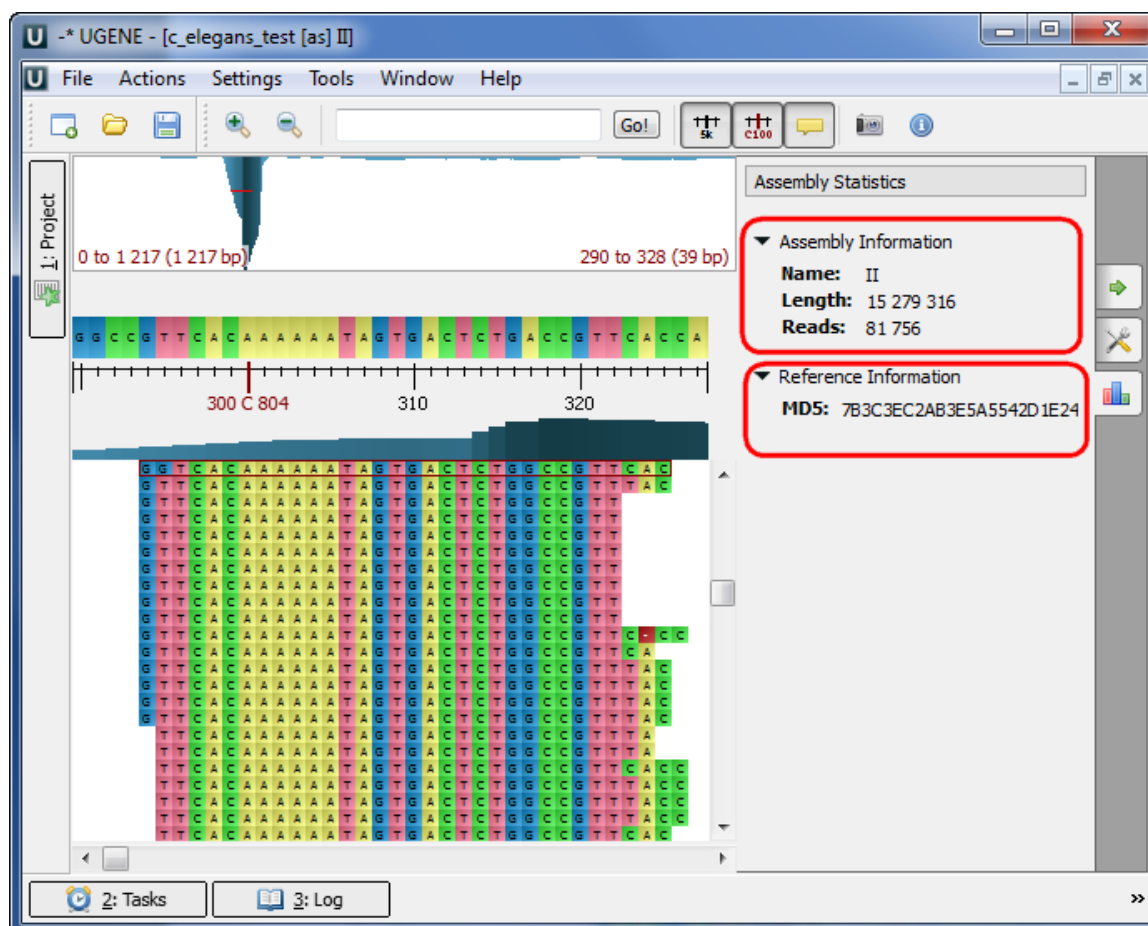 -* UGENE - [c_elegans_test [as] II]
File Actions Settings Tools Window Help
Go! 5k C100
1: Project
0 to 1 217 (1 217 bp) 290 to 328 (39 bp)
G G C C G T T C A C A A A A A A T A G T G A C T C T G A C C G T T C A C C A
300 C 804 310 320
G G T C A C A A A A A A T A G T G A C T C T G G C C G T T C A C
G T T C A C A A A A A A T A G T G A C T C T G G C C G T T T A C
G T T C A C A A A A A A T A G T G A C T C T G G C C G T T
G T T C A C A A A A A A T A G T G A C T C T G G C C G T T
G T T C A C A A A A A A T A G T G A C T C T G G C C G T T
G T T C A C A A A A A A T A G T G A C T C T G G C C G T T
G T T C A C A A A A A A T A G T G A C T C T G G C C G T T
G T T C A C A A A A A A T A G T G A C T C T G G C C G T T
G T T C A C A A A A A A T A G T G A C T C T G G C C G T T
G T T C A C A A A A A A T A G T G A C T C T G G C C G T T
G T T C A C A A A A A A T A G T G A C T C T G G C C G T T C - C C
G T T C A C A A A A A A T A G T G A C T C T G G C C G T T C A
G T T C A C A A A A A A T A G T G A C T C T G G C C G T T T A C
G T T C A C A A A A A A T A G T G A C T C T G G C C G T T T A C
G T T C A C A A A A A A T A G T G A C T C T G G C C G T T T A C
G T T C A C A A A A A A T A G T G A C T C T G G C C G T T T A C
T T C A C A A A A A A T A G T G A C T C T G G C C G T T T A
T T C A C A A A A A A T A G T G A C T C T G G C C G T T T A
T T C A C A A A A A A T A G T G A C T C T G G C C G T T C A C C
T T C A C A A A A A A T A G T G A C T C T G G C C G T T T A C C
T T C A C A A A A A A T A G T G A C T C T G G C C G T T T A C C
T T C A C A A A A A A T A G T G A C T C T G G C C G T T C A C C
T T C A C A A A A A A T A G T G A C T C T G G C C G T T C A C
Assembly Statistics
Assembly Information
Name: II
Length: 15 279 316
Reads: 81 756
Reference Information
MD5: 7B3C3EC2AB3E5A5542D1E24
2: Tasks 3: Log »